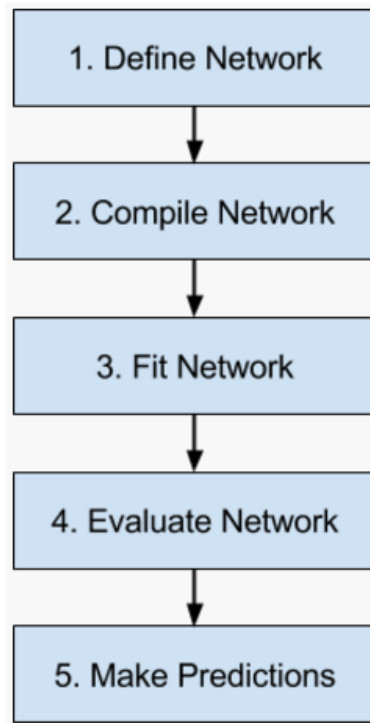 1. Define Network
2. Compile Network
3. Fit Network
4. Evaluate Network
5. Make Predictions